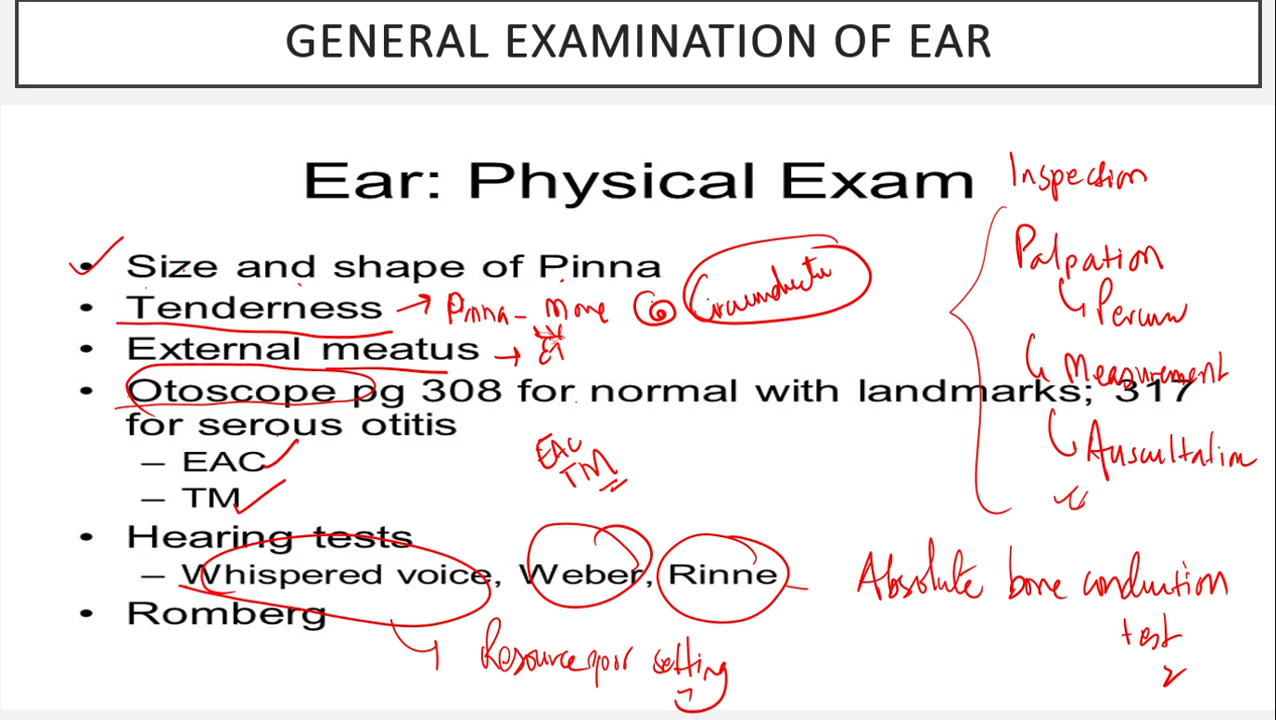 GENERAL EXAMINATION OF EAR
Ear: Physical Exam
• Size and shape of Pinna
• Tenderness → Pinna - move
• External meatus →
• Otoscope pg 308 for normal with landmarks; 317
for serous otitis
– EAC
– TM
EAC
TM
• Hearing tests
– Whispered voice, Weber, Rinne
• Romberg
Resource poor setting
Inspection
Palpation
Measurement
Auscultation
Absolute bone conduction
test